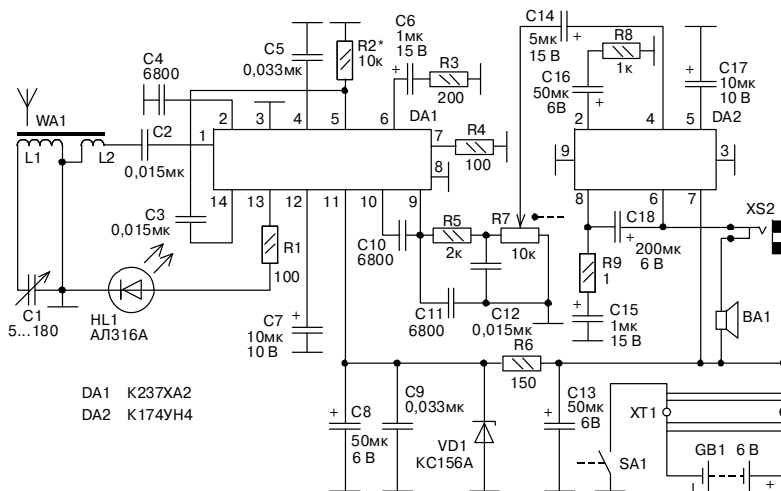 C4
6800
C5
0,033мк
R2*
10к
C6
1мк
15 В
R3
200
C14
5мк
15 В
R8
1к
C16
50мк
6В
C17
10мк
10 В
WA1
L1
L2
C2
0,015мк
2
3
4
5
6
DA1
1
7
8
14
13
12
11
10
9
R4
100
2
4
5
DA2
9
3
8
6
7
C3
0,015мк
R1
100
C10
6800
R5
2к
R7
10к
C18
200мк
6 В
XS2
R9
1
C1
5...180
HL1
АЛ316А
C7
10мк
10 В
C11
6800
C12
0,015мк
C15
1мк
15 В
BA1
R6
150
DA1 К237ХА2
DA2 К174УН4
C8
50мк
6 В
C9
0,033мк
VD1
КС156А
C13
50мк
6В
XT1
SA1
GB1 6 В